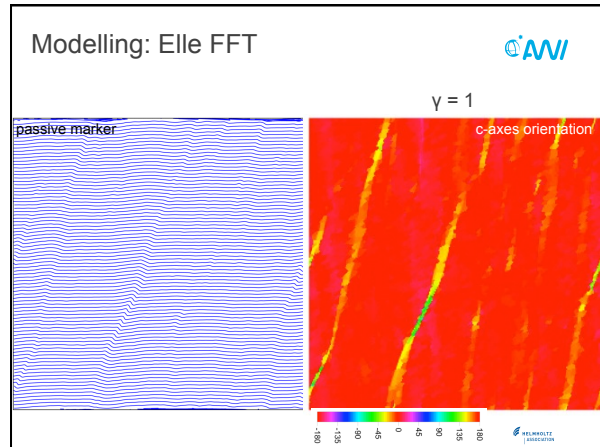 Modelling: Elle FFT
AWI
γ = 1
passive marker
c-axes orientation
-180
-135
-90
-45
0
45
90
135
180
HELMHOLTZ
ASSOCIATION